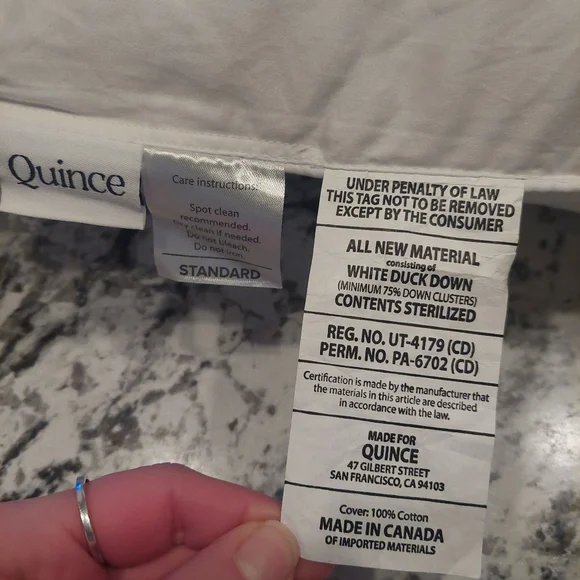 Quince
Care instructions:
Spot clean
recommended.
Dry clean if needed.
Do not bleach.
Do not iron.
STANDARD
UNDER PENALTY OF LAW
THIS TAG NOT TO BE REMOVED
EXCEPT BY THE CONSUMER
ALL NEW MATERIAL
consisting of
WHITE DUCK DOWN
(MINIMUM 75% DOWN CLUSTERS)
CONTENTS STERILIZED
REG. NO. UT-4179 (CD)
PERM. NO. PA-6702 (CD)
Certification is made by the manufacturer that
the materials in this article are described
in accordance with the law.
MADE FOR
QUINCE
47 GILBERT STREET
SAN FRANCISCO, CA 94103
Cover: 100% Cotton
MADE IN CANADA
OF IMPORTED MATERIALS